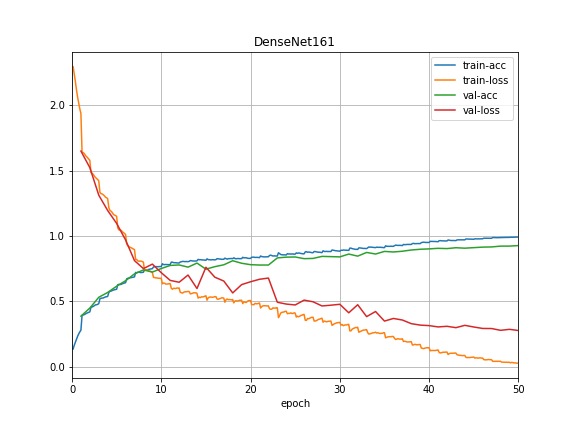 DenseNet161
train-acc
train-loss
val-acc
val-loss
2.0
1.5
1.0
0.5
0.0
0 10 20 30 40 50
epoch